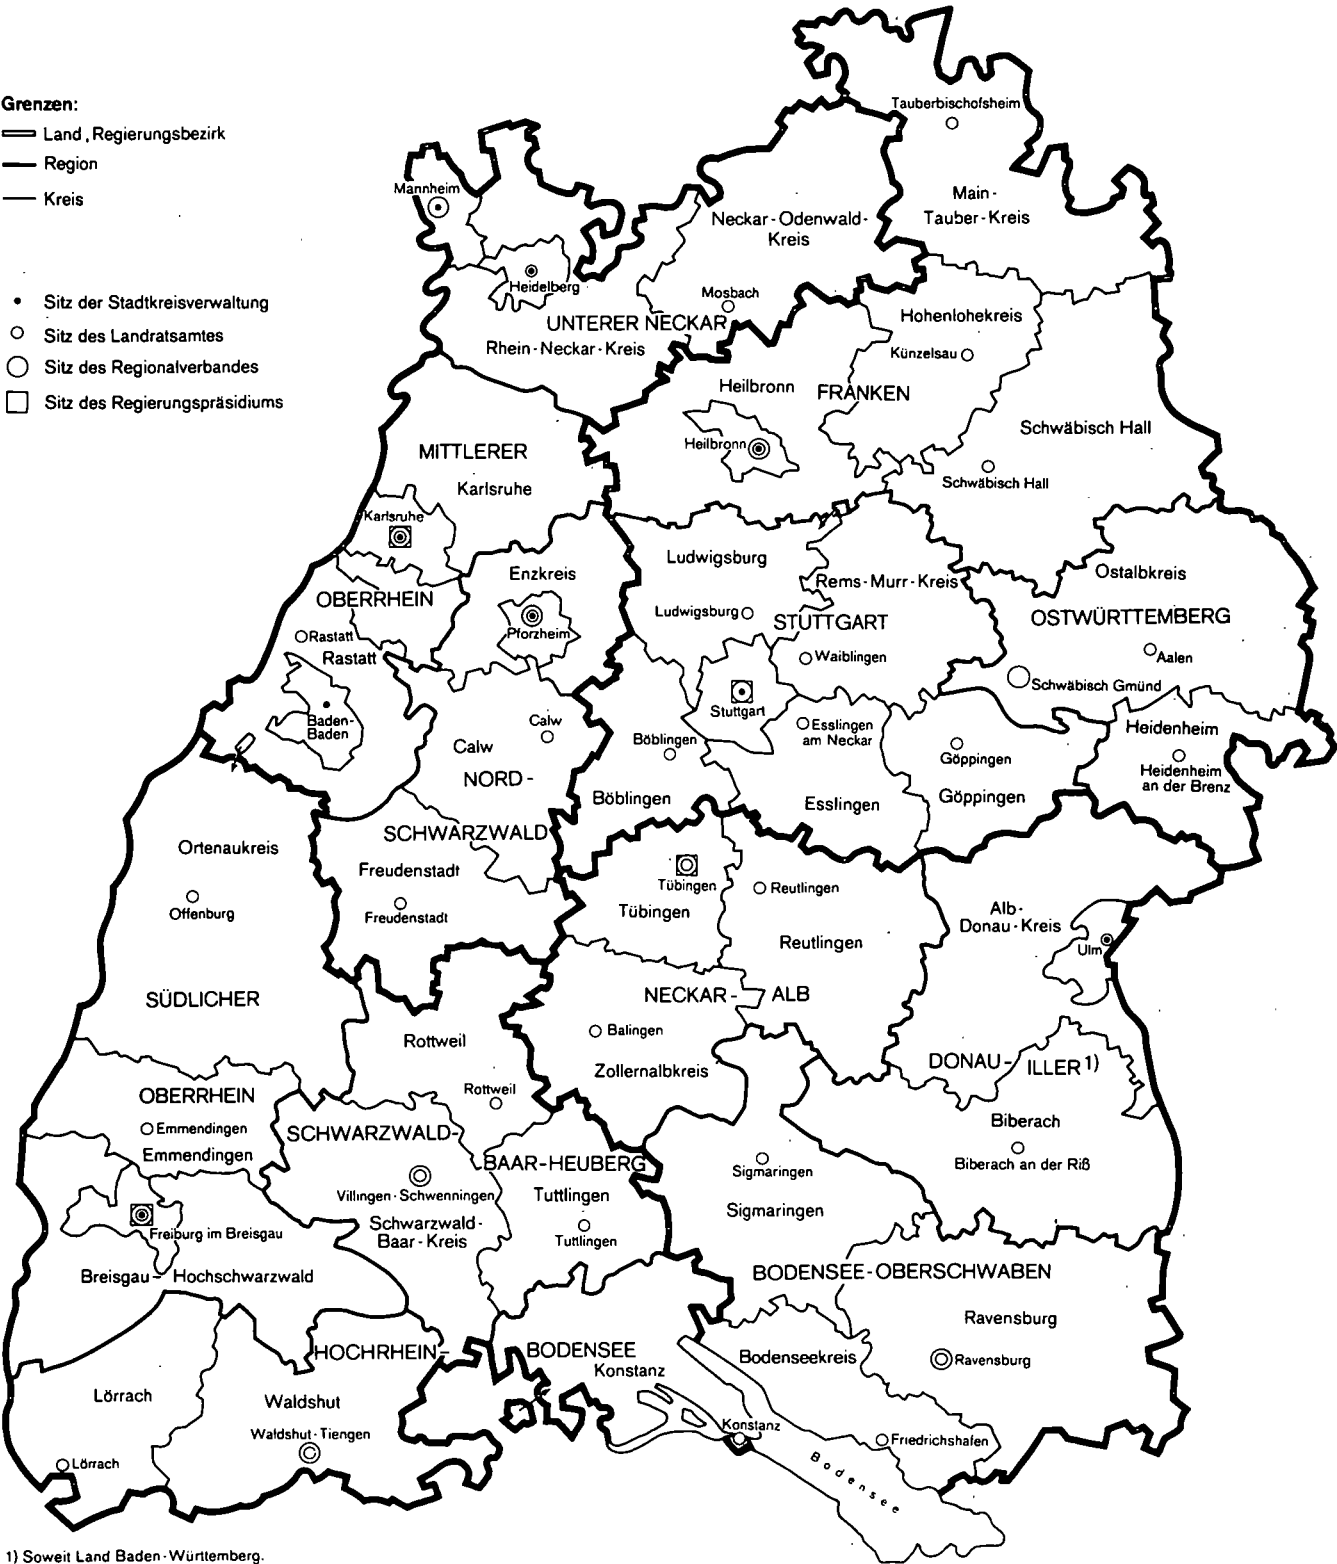 Grenzen:
Land, Regierungsbezirk
Region
Kreis
Sitz der Stadtkreisverwaltung
Sitz des Landratsamtes
Sitz des Regionalverbandes
Sitz des Regierungspräsidiums
Tauberbischofsheim
Main-
Tauber-Kreis
Mannheim
Neckar-Odenwald-
Kreis
Heidelberg
Mosbach
UNTERER NECKAR
Rhein-Neckar-Kreis
Hohenlohekreis
Künzelsau
Heilbronn
FRANKEN
Heilbronn
Schwäbisch Hall
Schwäbisch Hall
MITTLERER
Karlsruhe
Karlsruhe
Enzkreis
Ludwigsburg
Rems-Murr-Kreis
Ostalbkreis
OBERRHEIN
Ludwigsburg
STUTTGART
OSTWÜRTTEMBERG
Rastatt
Rastatt
Pforzheim
Waiblingen
Aalen
Schwäbisch Gmünd
Stuttgart
Baden-
Baden
Calw
Calw
NORD-
Böblingen
Böblingen
Esslingen
am Neckar
Esslingen
Göppingen
Göppingen
Heidenheim
Heidenheim
an der Brenz
SCHWARZWALD
Ortenaukreis
Offenburg
Freudenstadt
Freudenstadt
Tübingen
Tübingen
Reutlingen
Reutlingen
Alb-
Donau-Kreis
Ulm
SÜDLICHER
NECKAR-ALB
Rottweil
Balingen
Zollernalbkreis
DONAU-ILLER 1)
OBERRHEIN
Rottweil
Emmendingen
Emmendingen
SCHWARZWALD-
BAAR-HEUBERG
Biberach
Biberach an der Riß
Sigmaringen
Sigmaringen
Villingen-Schwenningen
Tuttlingen
Tuttlingen
Schwarzwald-
Baar-Kreis
Freiburg im Breisgau
Breisgau-Hochschwarzwald
BODENSEE-OBERSCHWABEN
Ravensburg
HOCHRHEIN-
BODENSEE
Konstanz
Bodenseekreis
Ravensburg
Lörrach
Waldshut
Waldshut-Tiengen
Konstanz
Friedrichshafen
Lörrach
Bodensee
1) Soweit Land Baden-Württemberg.